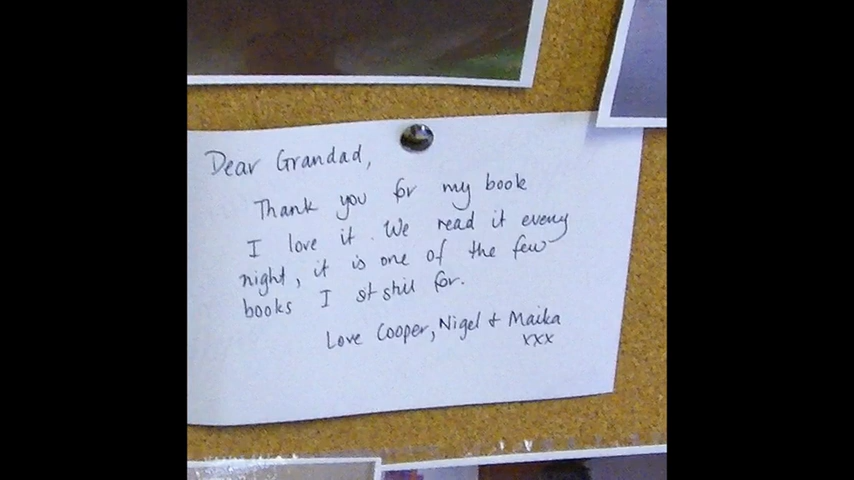 Dear Grandad,
Thank you for my book
I love it. We read it every
night, it is one of the few
books I st still for.
Love Cooper, Nigel + Maika
xxx